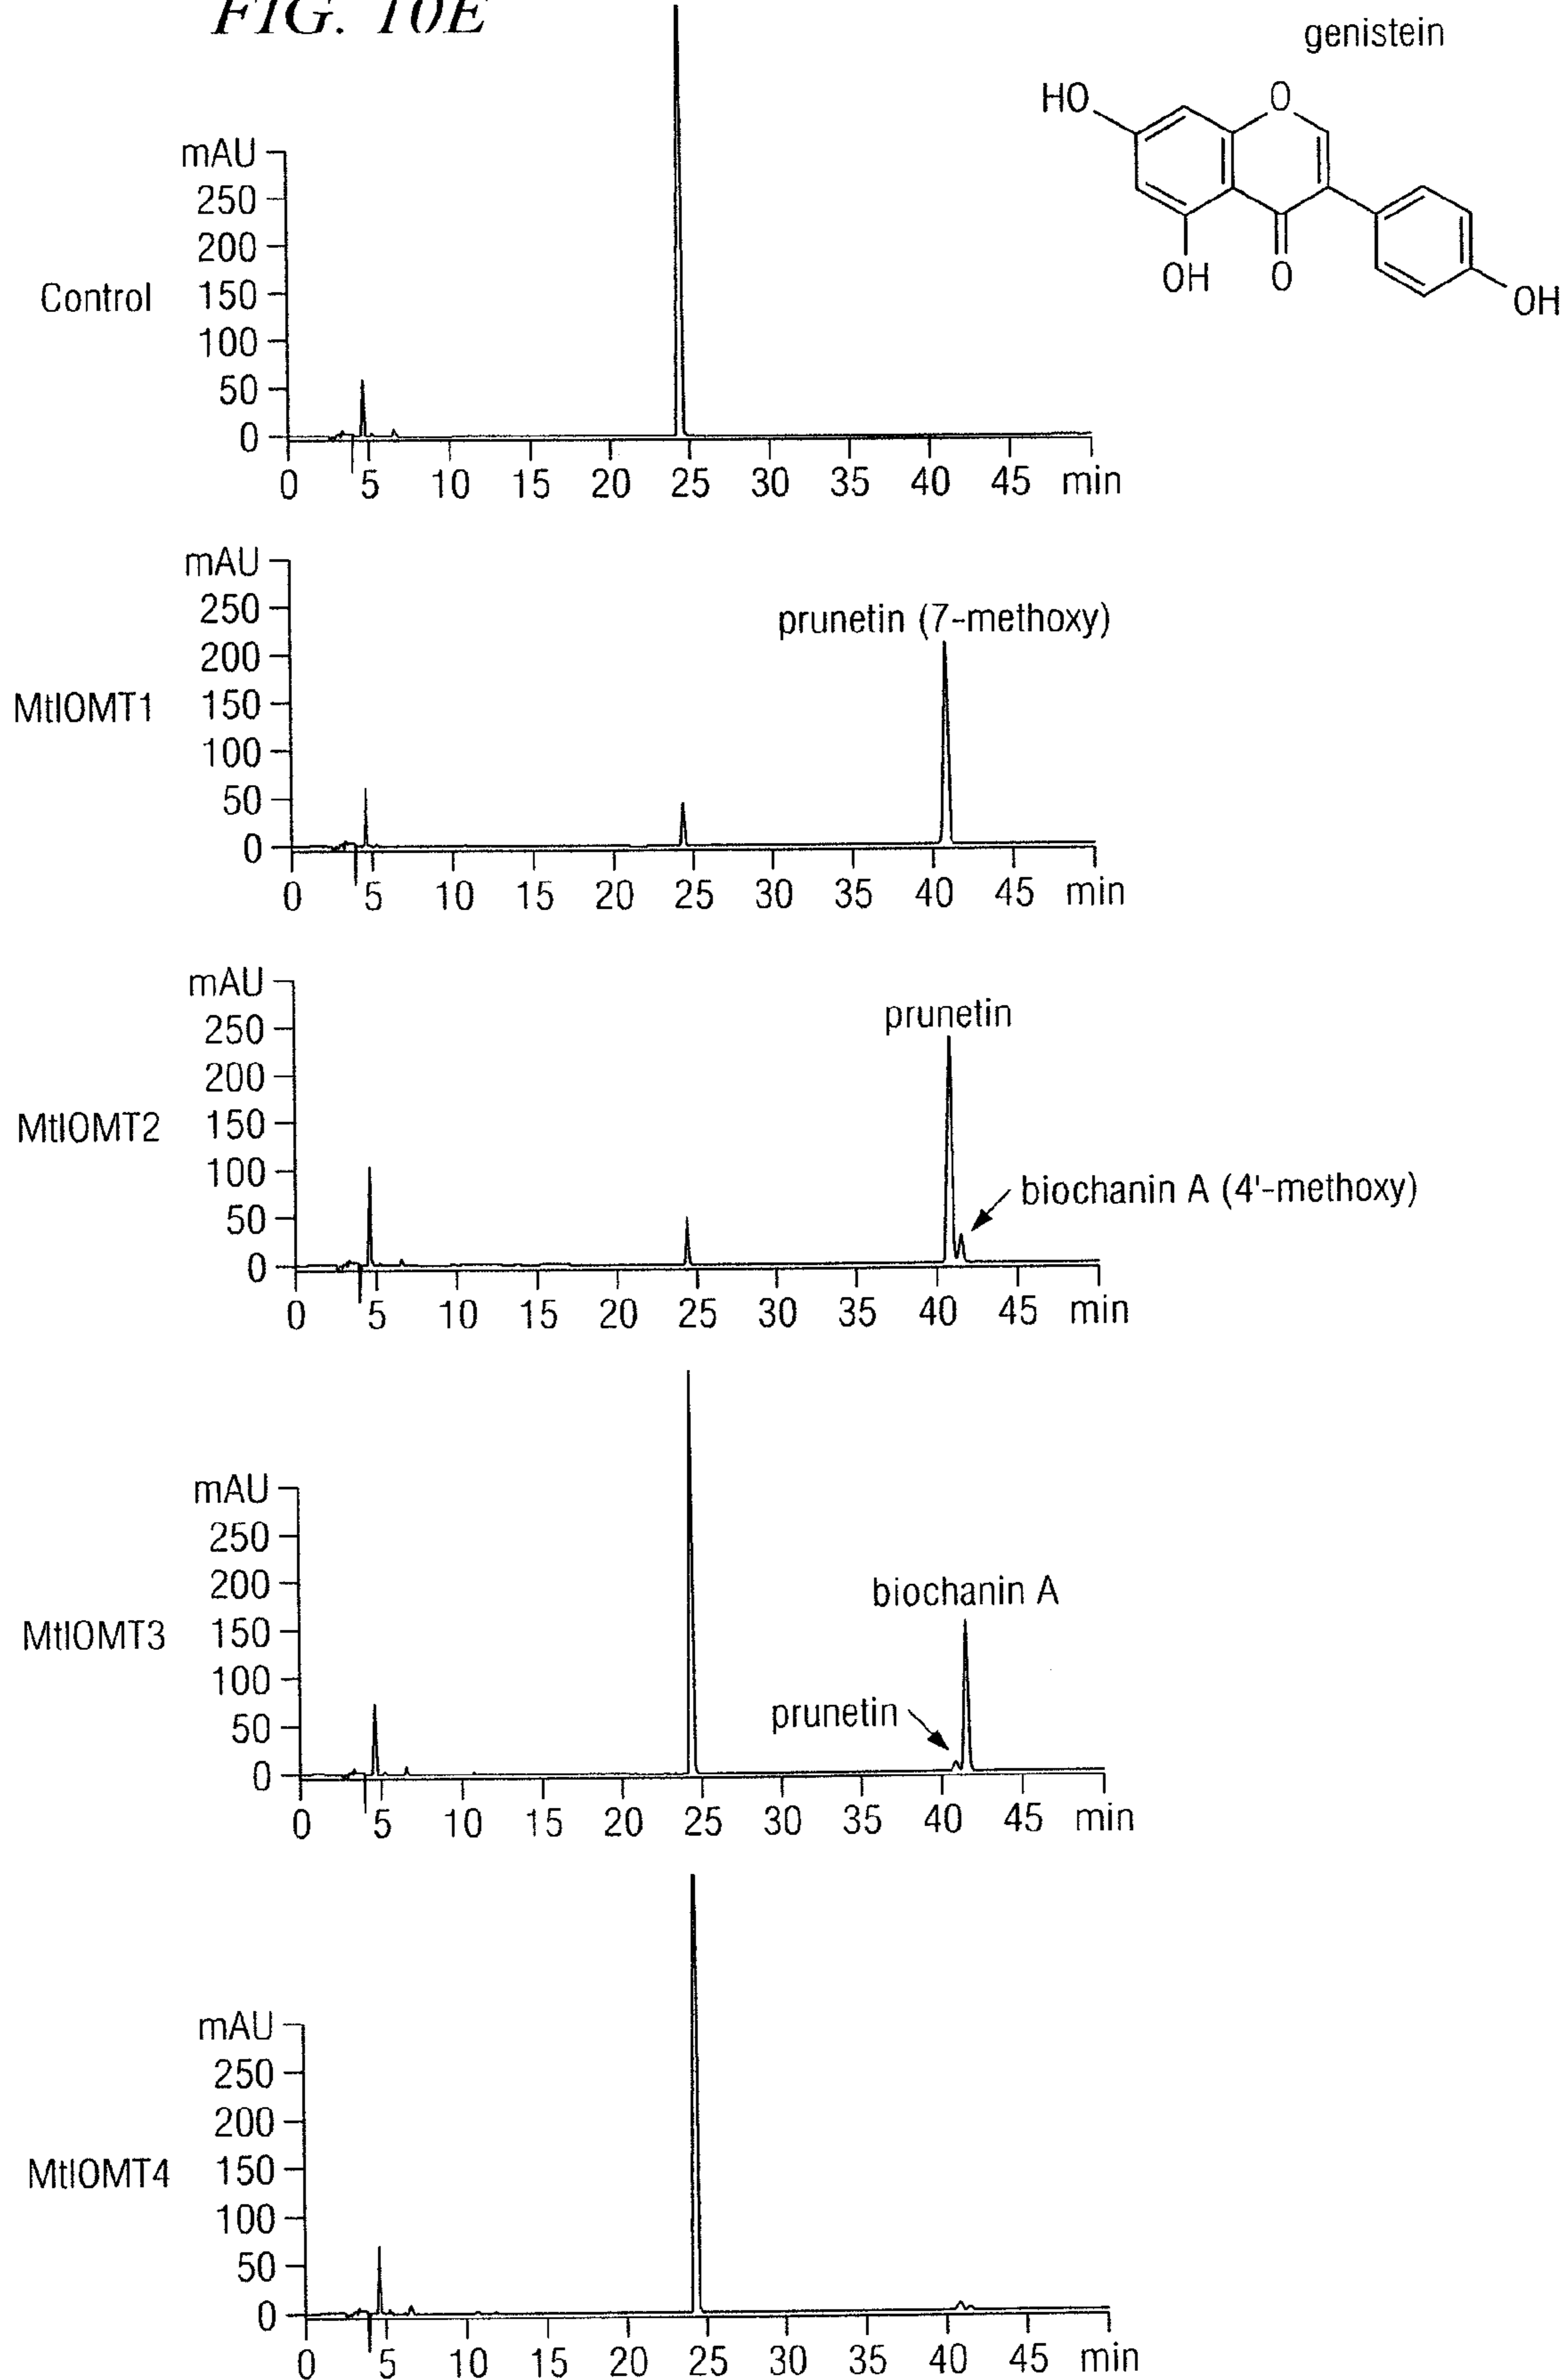 FIG. 10E
genistein
HO
O
OH
O
OH
Control
mAU
250
200
150
100
50
0
0 5 10 15 20 25 30 35 40 45 min
MtIOMT1
mAU
250
200
150
100
50
0
prunetin (7-methoxy)
0 5 10 15 20 25 30 35 40 45 min
MtIOMT2
mAU
250
200
150
100
50
0
prunetin
biochanin A (4'-methoxy)
0 5 10 15 20 25 30 35 40 45 min
MtIOMT3
mAU
250
200
150
100
50
0
biochanin A
prunetin
0 5 10 15 20 25 30 35 40 45 min
MtIOMT4
mAU
250
200
150
100
50
0
0 5 10 15 20 25 30 35 40 45 min